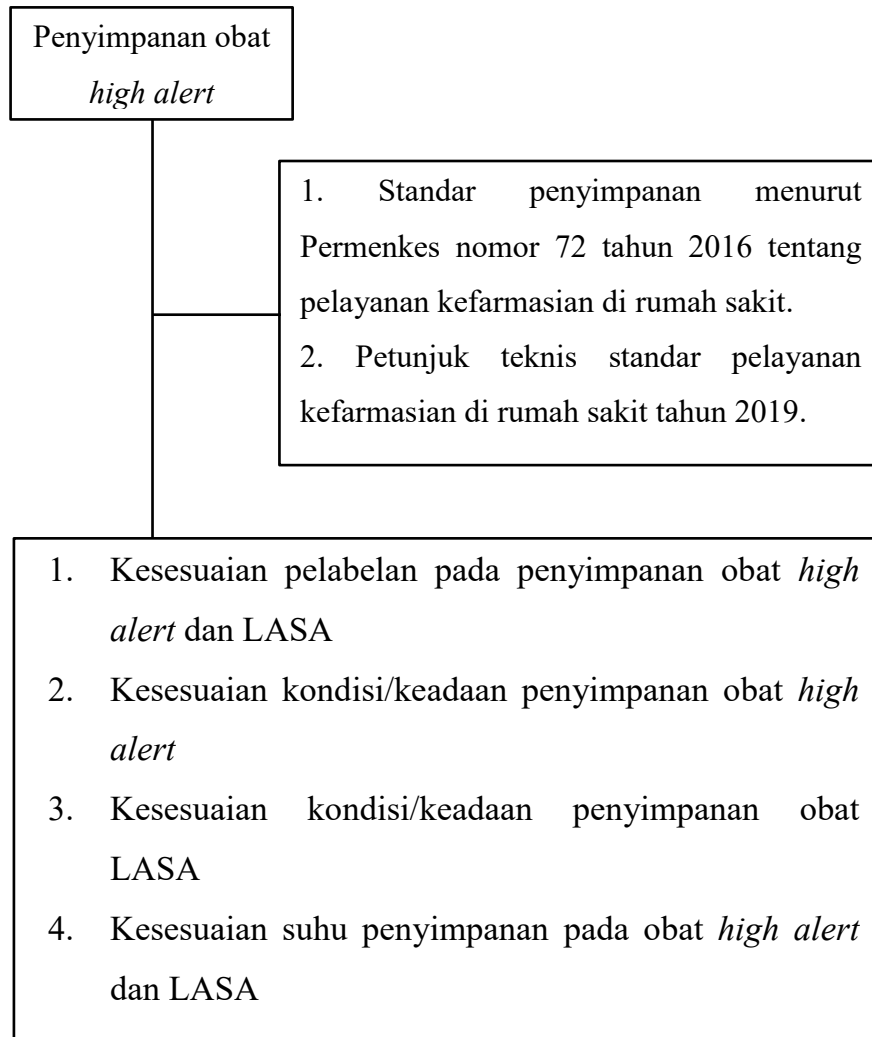 Penyimpanan obat
high alert
1. Standar penyimpanan menurut
Permenkes nomor 72 tahun 2016 tentang
pelayanan kefarmasian di rumah sakit.
2. Petunjuk teknis standar pelayanan
kefarmasian di rumah sakit tahun 2019.
1. Kesesuaian pelabelan pada penyimpanan obat high
alert dan LASA
2. Kesesuaian kondisi/keadaan penyimpanan obat high
alert
3. Kesesuaian kondisi/keadaan penyimpanan obat
LASA
4. Kesesuaian suhu penyimpanan pada obat high alert
dan LASA